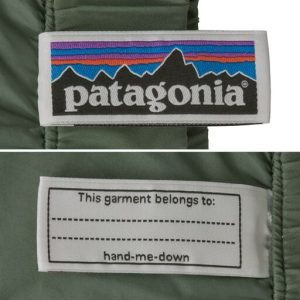 patagonia®
This garment belongs to:
hand-me-down